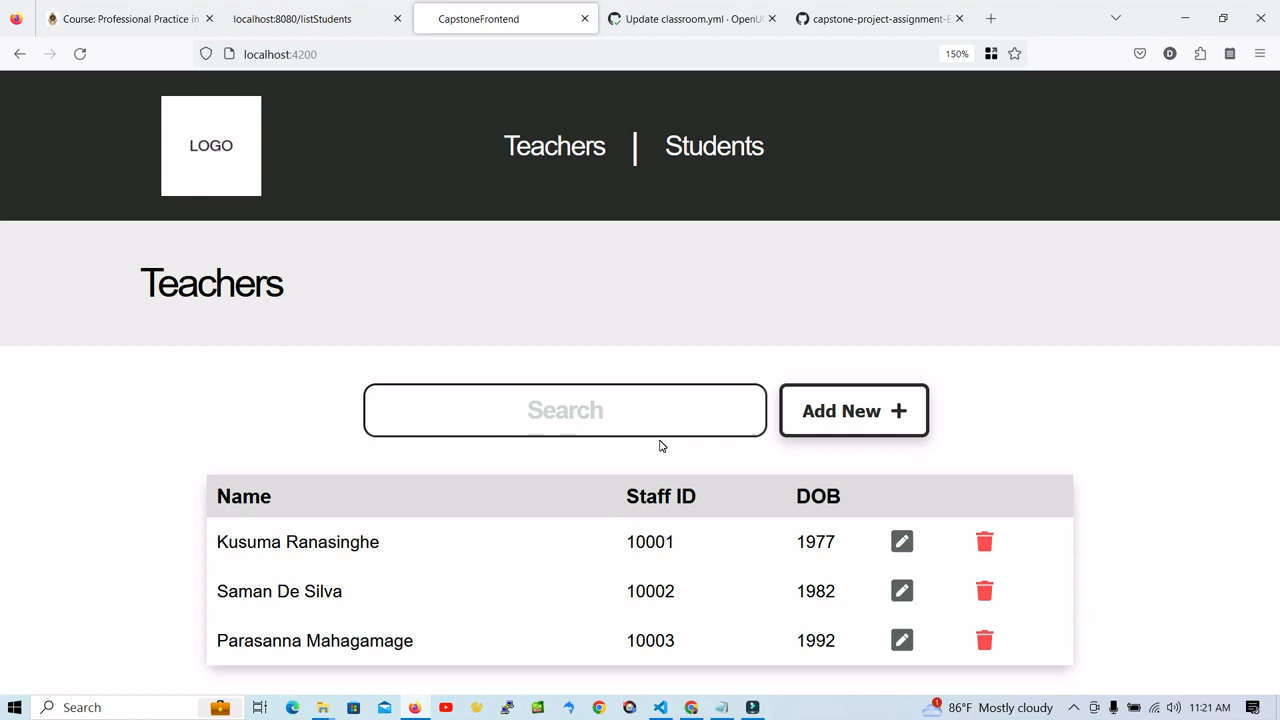 Course: Professional Practice in
localhost:8080/listStudents
CapstoneFrontend
Update classroom.yml · OpenU
capstone-project-assignment-E
localhost:4200
150%
D
LOGO
Teachers | Students
Teachers
Search
Add New +
Name Staff ID DOB
Kusuma Ranasinghe 10001 1977
Saman De Silva 10002 1982
Parasanna Mahagamage 10003 1992
Search
1
86°F Mostly cloudy
11:21 AM